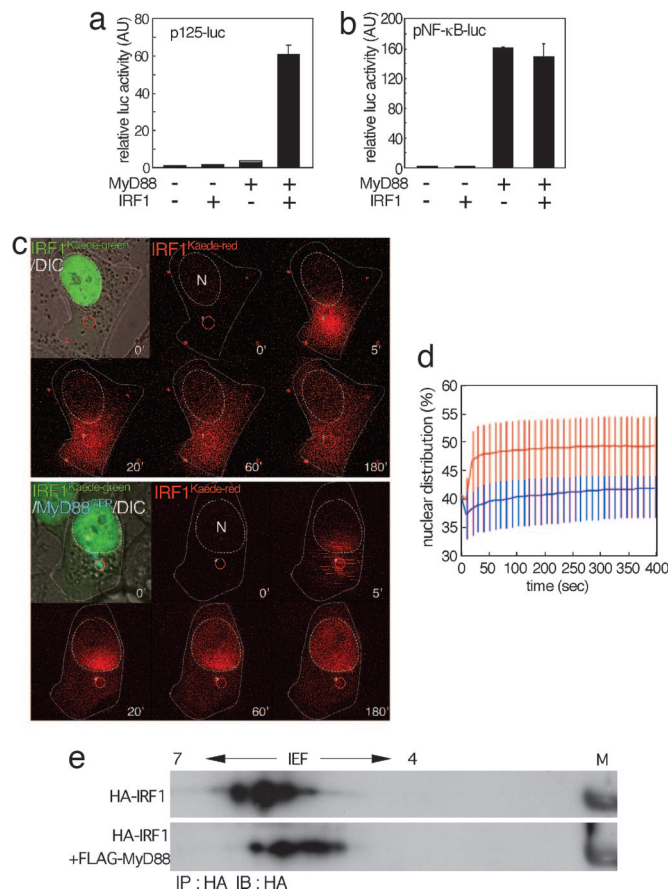 a
p125-luc
relative luc activity (AU)
80
60
40
20
0
MyD88 - - + +
IRF1 - + - +
b
pNF-κB-luc
relative luc activity (AU)
200
160
120
80
40
0
MyD88 - - + +
IRF1 - + - +
c
IRF1Kaede-green
/DIC
0'
IRF1Kaede-red
N
0'
5'
20'
60'
180'
IRF1Kaede-green
/MyD88CFP/DIC
0'
IRF1Kaede-red
N
0'
5'
20'
60'
180'
d
nuclear distribution (%)
60
55
50
45
40
35
30
0 50 100 150 200 250 300 350 400
time (sec)
e
7 IEF 4 M
HA-IRF1
HA-IRF1
+FLAG-MyD88
IP : HA IB : HA